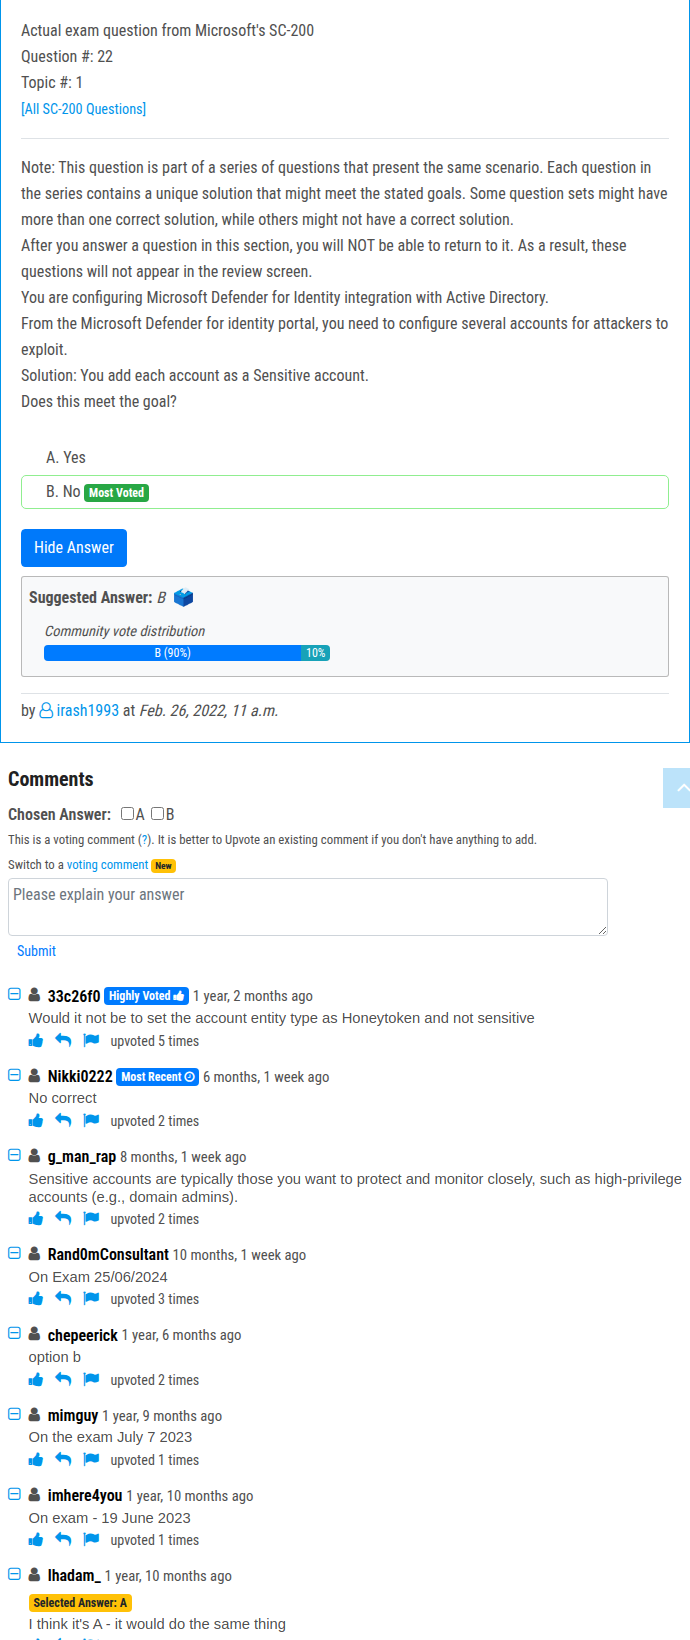 Actual exam question from Microsoft's SC-200
Question #: 22
Topic #: 1
[All SC-200 Questions]
Note: This question is part of a series of questions that present the same scenario. Each question in
the series contains a unique solution that might meet the stated goals. Some question sets might have
more than one correct solution, while others might not have a correct solution.
After you answer a question in this section, you will NOT be able to return to it. As a result, these
questions will not appear in the review screen.
You are configuring Microsoft Defender for Identity integration with Active Directory.
From the Microsoft Defender for identity portal, you need to configure several accounts for attackers to
exploit.
Solution: You add each account as a Sensitive account.
Does this meet the goal?
A. Yes
B. No Most Voted
Hide Answer
Suggested Answer: B
Community vote distribution
B (90%) 10%
by irash1993 at Feb. 26, 2022, 11 a.m.
Comments
Chosen Answer: A B
This is a voting comment (?). It is better to Upvote an existing comment if you don't have anything to add.
Switch to a voting comment New
Please explain your answer
Submit
33c26f0 Highly Voted 1 year, 2 months ago
Would it not be to set the account entity type as Honeytoken and not sensitive
upvoted 5 times
Nikki0222 Most Recent 6 months, 1 week ago
No correct
upvoted 2 times
g_man_rap 8 months, 1 week ago
Sensitive accounts are typically those you want to protect and monitor closely, such as high-privilege
accounts (e.g., domain admins).
upvoted 2 times
Rand0mConsultant 10 months, 1 week ago
On Exam 25/06/2024
upvoted 3 times
chepeerick 1 year, 6 months ago
option b
upvoted 2 times
mimguy 1 year, 9 months ago
On the exam July 7 2023
upvoted 1 times
imhere4you 1 year, 10 months ago
On exam - 19 June 2023
upvoted 1 times
lhadam_ 1 year, 10 months ago
Selected Answer: A
I think it's A - it would do the same thing